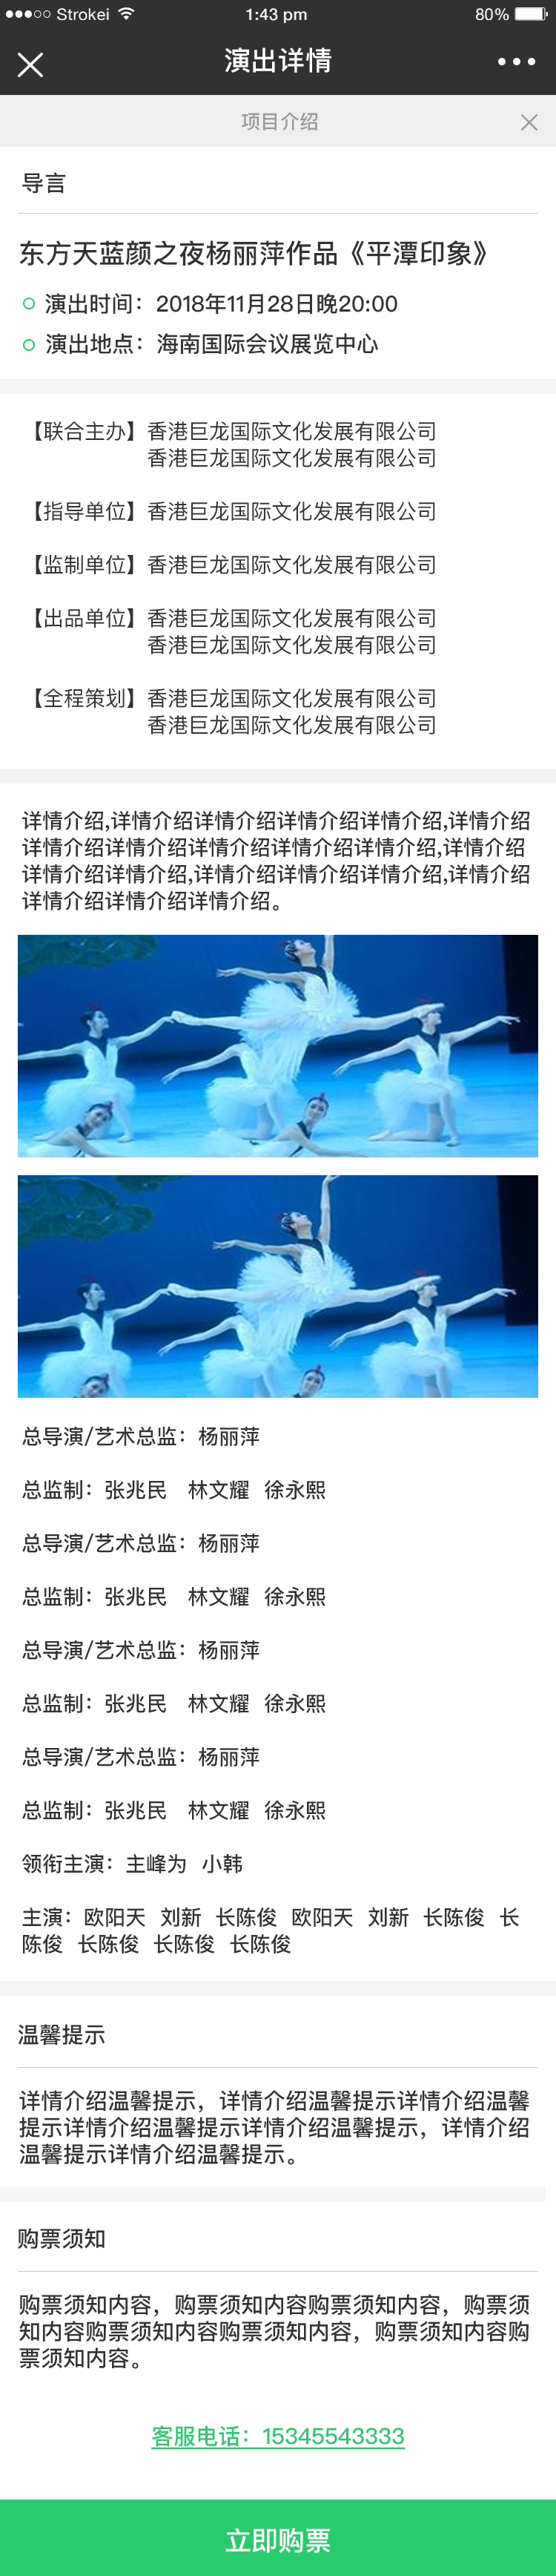 Strokei 1:43 pm 80%
演出详情
项目介绍
导言
东方天蓝颜之夜杨丽萍作品《平潭印象》
演出时间：2018年11月28日晚20:00
演出地点：海南国际会议展览中心
【联合主办】香港巨龙国际文化发展有限公司
香港巨龙国际文化发展有限公司
【指导单位】香港巨龙国际文化发展有限公司
【监制单位】香港巨龙国际文化发展有限公司
【出品单位】香港巨龙国际文化发展有限公司
香港巨龙国际文化发展有限公司
【全程策划】香港巨龙国际文化发展有限公司
香港巨龙国际文化发展有限公司
详情介绍,详情介绍详情介绍详情介绍详情介绍,详情介绍
详情介绍详情介绍详情介绍详情介绍详情介绍,详情介绍
详情介绍详情介绍,详情介绍详情介绍详情介绍,详情介绍
详情介绍详情介绍详情介绍。
总导演/艺术总监：杨丽萍
总监制：张兆民 林文耀 徐永熙
总导演/艺术总监：杨丽萍
总监制：张兆民 林文耀 徐永熙
总导演/艺术总监：杨丽萍
总监制：张兆民 林文耀 徐永熙
总导演/艺术总监：杨丽萍
总监制：张兆民 林文耀 徐永熙
领衔主演：主峰为 小韩
主演：欧阳天 刘新 长陈俊 欧阳天 刘新 长陈俊 长
陈俊 长陈俊 长陈俊 长陈俊
温馨提示
详情介绍温馨提示，详情介绍温馨提示详情介绍温馨
提示详情介绍温馨提示详情介绍温馨提示，详情介绍
温馨提示详情介绍温馨提示。
购票须知
购票须知内容，购票须知内容购票须知内容，购票须
知内容购票须知内容购票须知内容，购票须知内容购
票须知内容。
客服电话：15345543333
立即购票